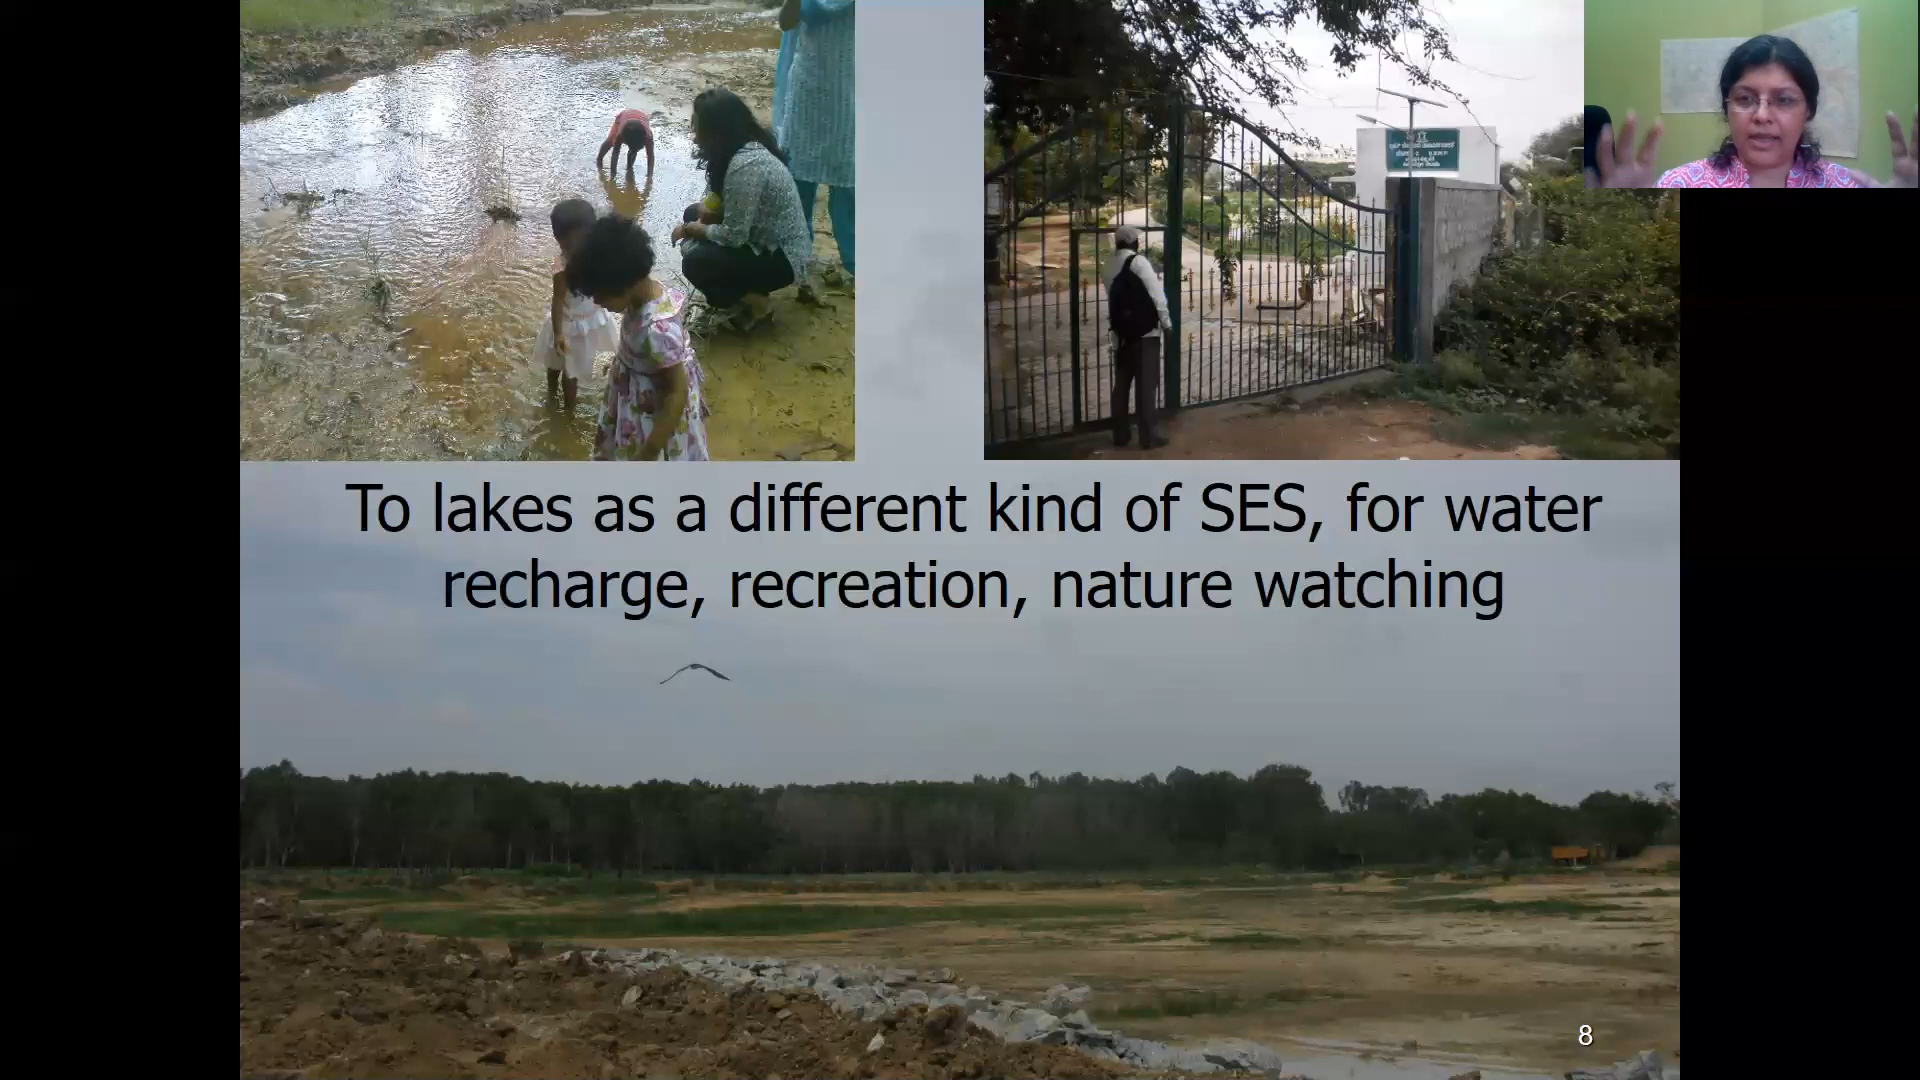 To lakes as a different kind of SES, for water
recharge, recreation, nature watching
8